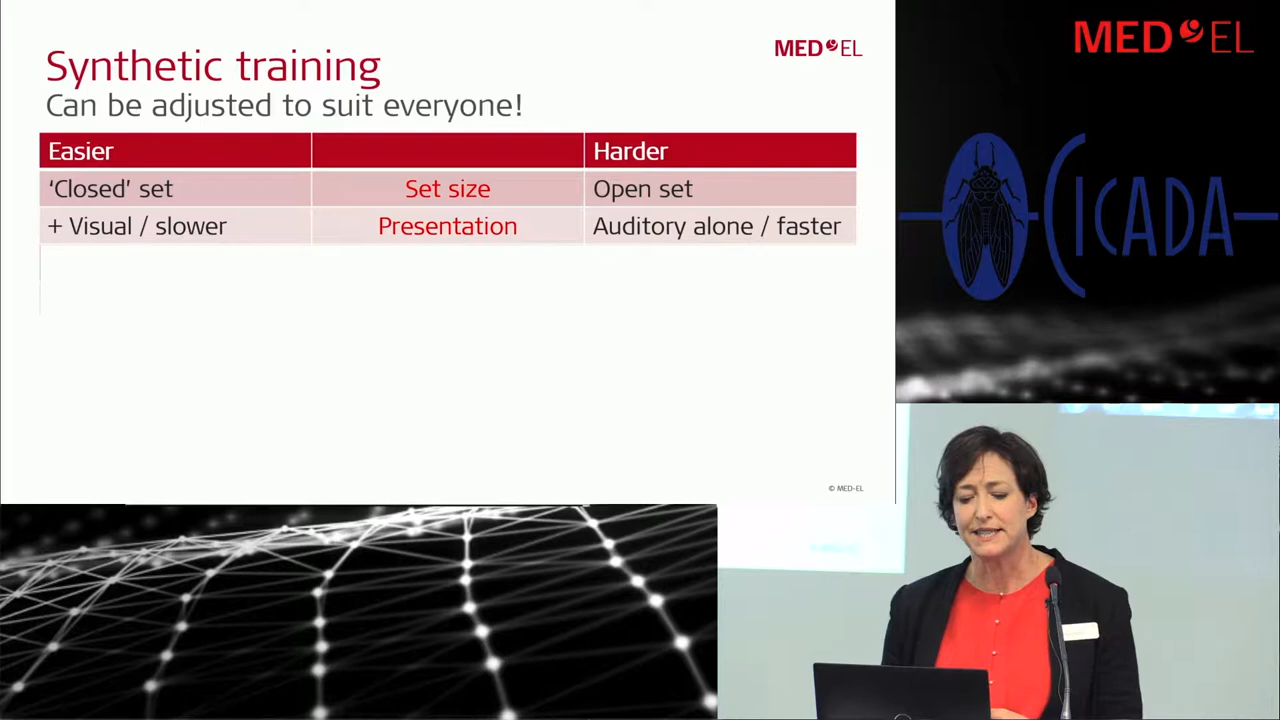 Synthetic training
MED EL
Can be adjusted to suit everyone!
Easier Harder
‘Closed’ set Set size Open set
+ Visual / slower Presentation Auditory alone / faster
© MED-EL
MED EL
CICADA